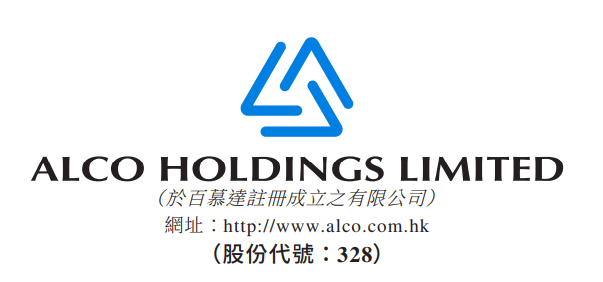 ALCO HOLDINGS LIMITED
（於百慕達註冊成立之有限公司）
網址：http://www.alco.com.hk
（股份代號：328）